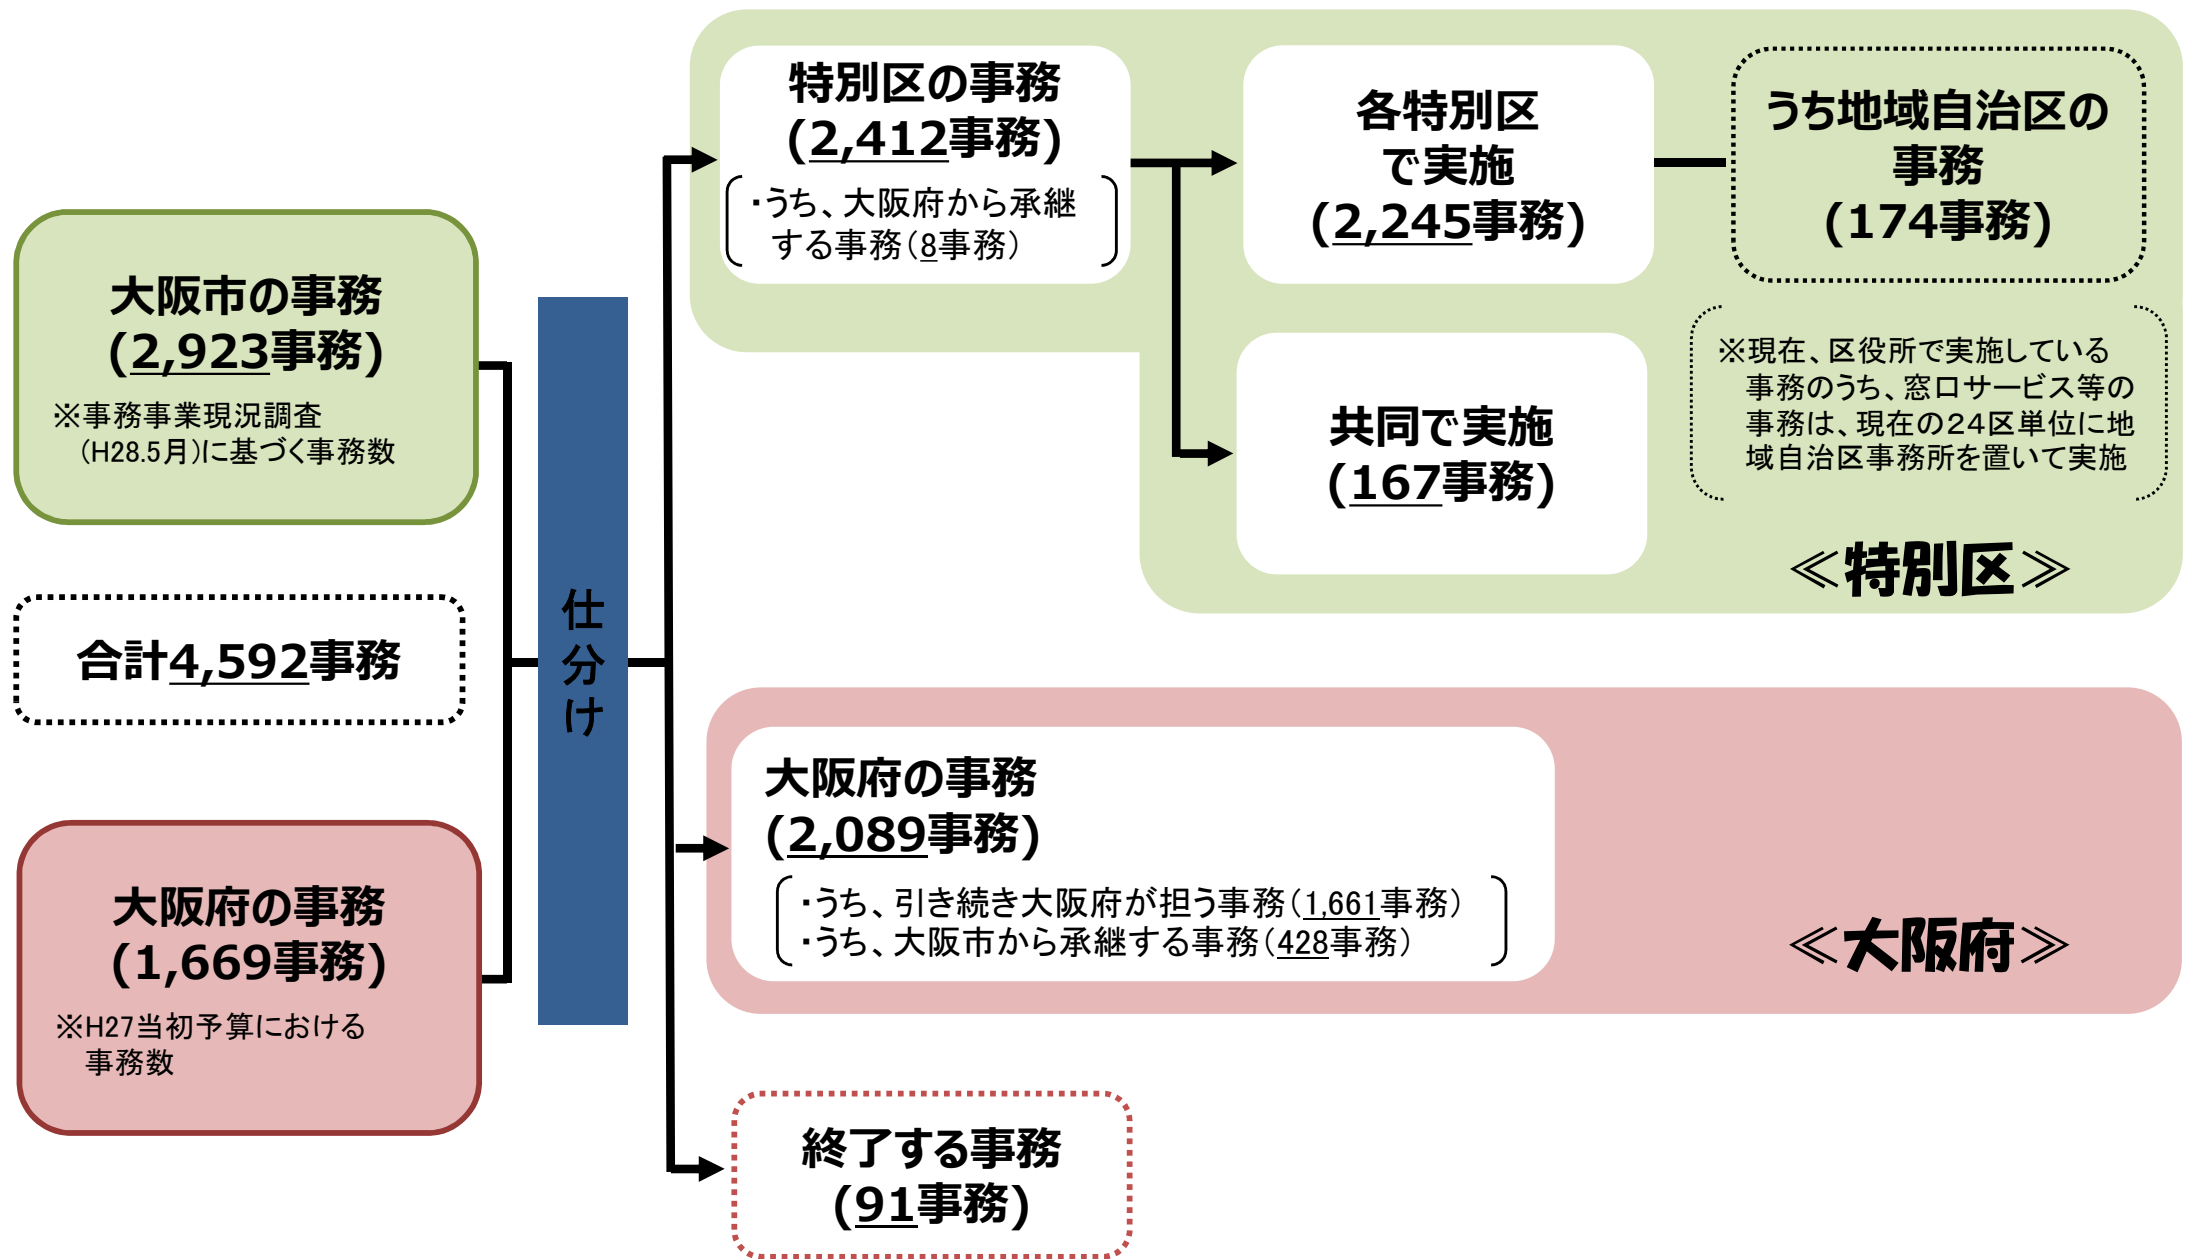 大阪市の事務
(2,923事務)
※事務事業現況調査
(H28.5月)に基づく事務数
合計4,592事務
大阪府の事務
(1,669事務)
※H27当初予算における
事務数
仕分け
特別区の事務
(2,412事務)
・うち、大阪府から承継
する事務(8事務)
各特別区
で実施
(2,245事務)
うち地域自治区の
事務
(174事務)
※現在、区役所で実施している
事務のうち、窓口サービス等の
事務は、現在の24区単位に地
域自治区事務所を置いて実施
共同で実施
(167事務)
≪特別区≫
大阪府の事務
(2,089事務)
・うち、引き続き大阪府が担う事務(1,661事務)
・うち、大阪市から承継する事務(428事務)
≪大阪府≫
終了する事務
(91事務)